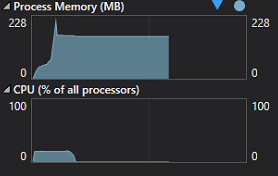 Process Memory (MB)
228 228
0 0
CPU (% of all processors)
100 100
0 0